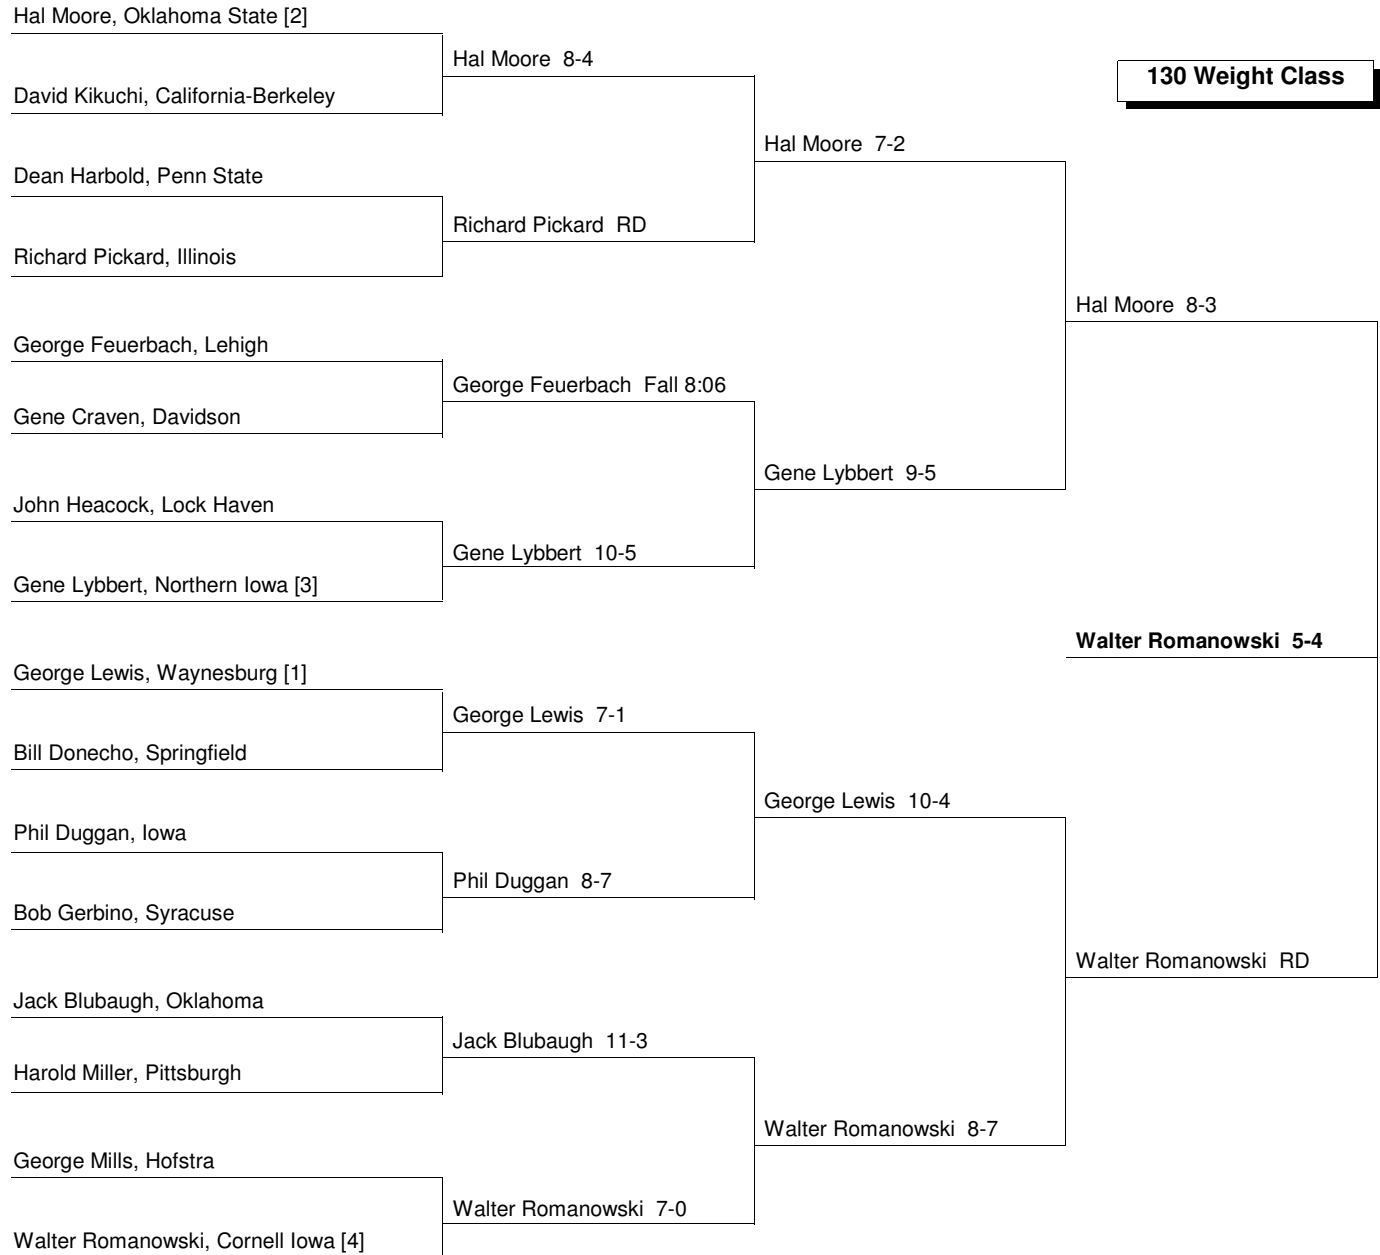 Hal Moore, Oklahoma State [2]
Hal Moore 8-4
130 Weight Class
David Kikuchi, California-Berkeley
Hal Moore 7-2
Dean Harbold, Penn State
Richard Pickard RD
Richard Pickard, Illinois
Hal Moore 8-3
George Feuerbach, Lehigh
George Feuerbach Fall 8:06
Gene Craven, Davidson
Gene Lybbert 9-5
John Heacock, Lock Haven
Gene Lybbert 10-5
Gene Lybbert, Northern Iowa [3]
Walter Romanowski 5-4
George Lewis, Waynesburg [1]
George Lewis 7-1
Bill Donecho, Springfield
George Lewis 10-4
Phil Duggan, Iowa
Phil Duggan 8-7
Bob Gerbino, Syracuse
Walter Romanowski RD
Jack Blubaugh, Oklahoma
Jack Blubaugh 11-3
Harold Miller, Pittsburgh
Walter Romanowski 8-7
George Mills, Hofstra
Walter Romanowski 7-0
Walter Romanowski, Cornell Iowa [4]